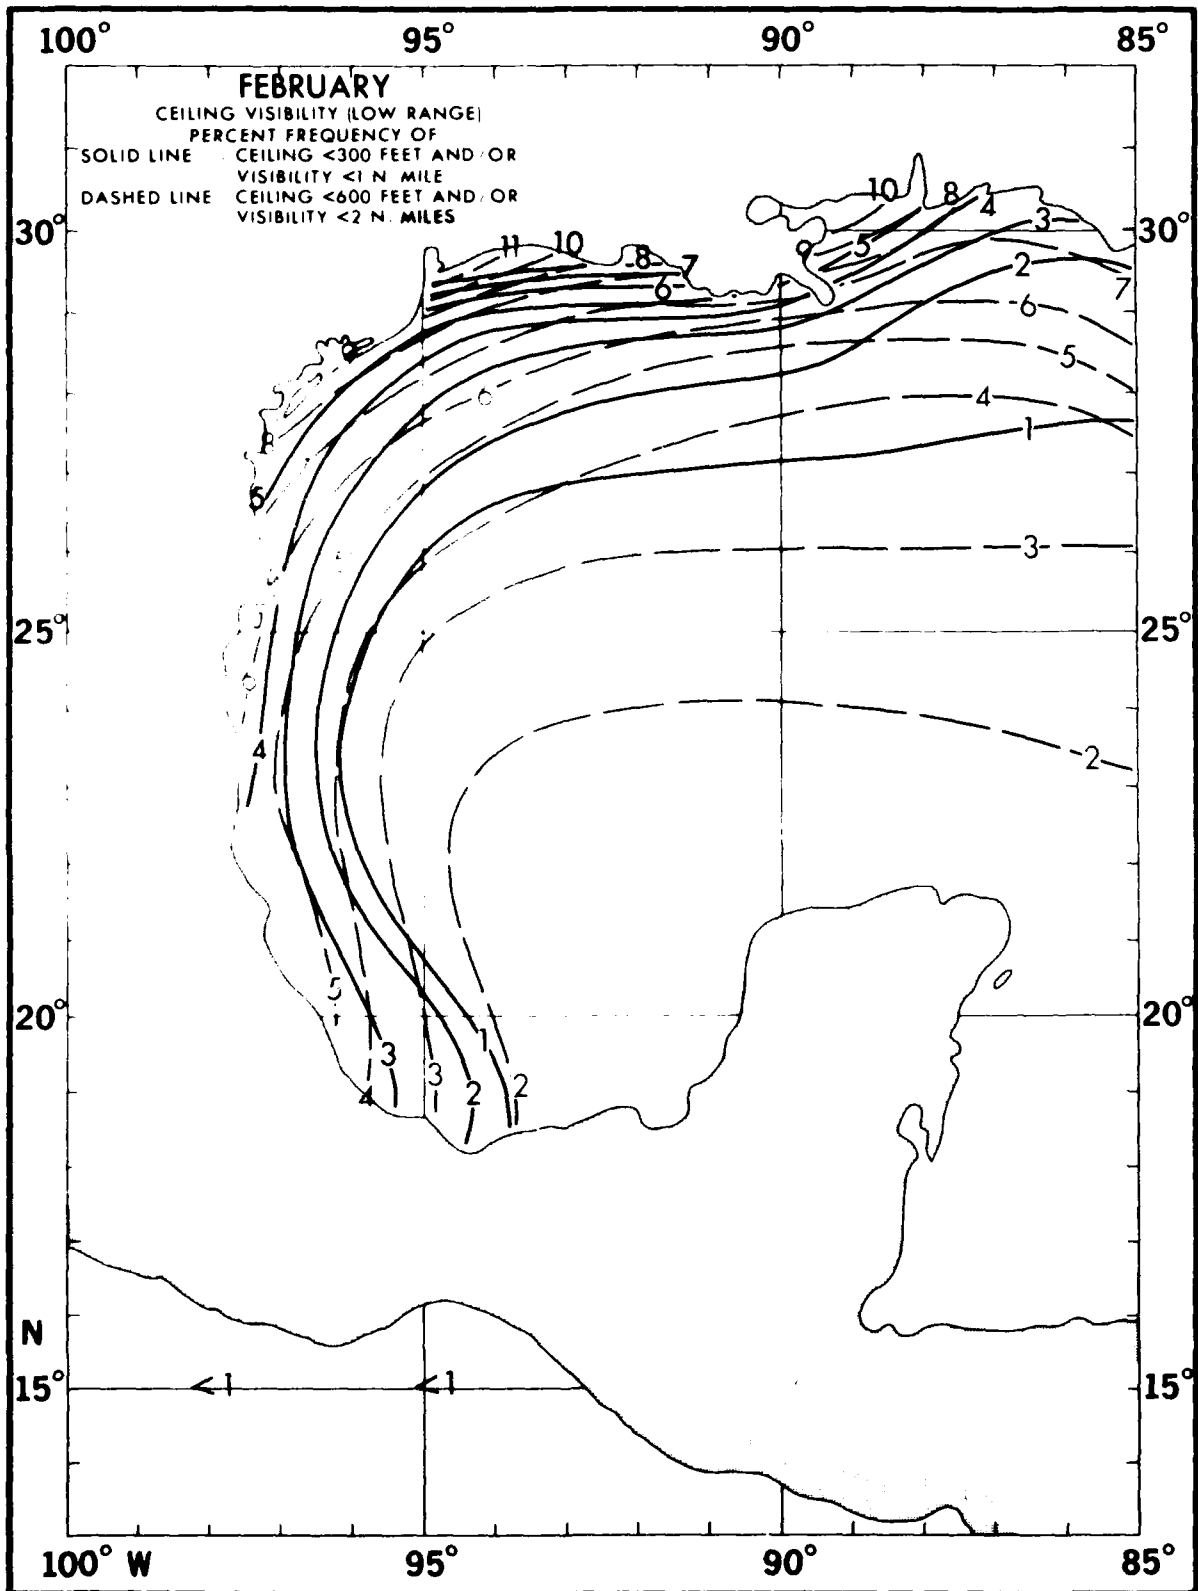 100° 95° 90° 85°
FEBRUARY
CEILING VISIBILITY (LOW RANGE)
PERCENT FREQUENCY OF
SOLID LINE CEILING <300 FEET AND/OR
VISIBILITY <1 N MILE
DASHED LINE CEILING <600 FEET AND/OR
VISIBILITY <2 N. MILES
10 8 4 3
30° 30°
11 10 8 7 9 5 2
6 7
6
5
6 4
8 1
6
3
25° 25°
4
2
5
20° 20°
1
3 3 2 2
4
N
15° <1 <1 15°
100° W 95° 90° 85°